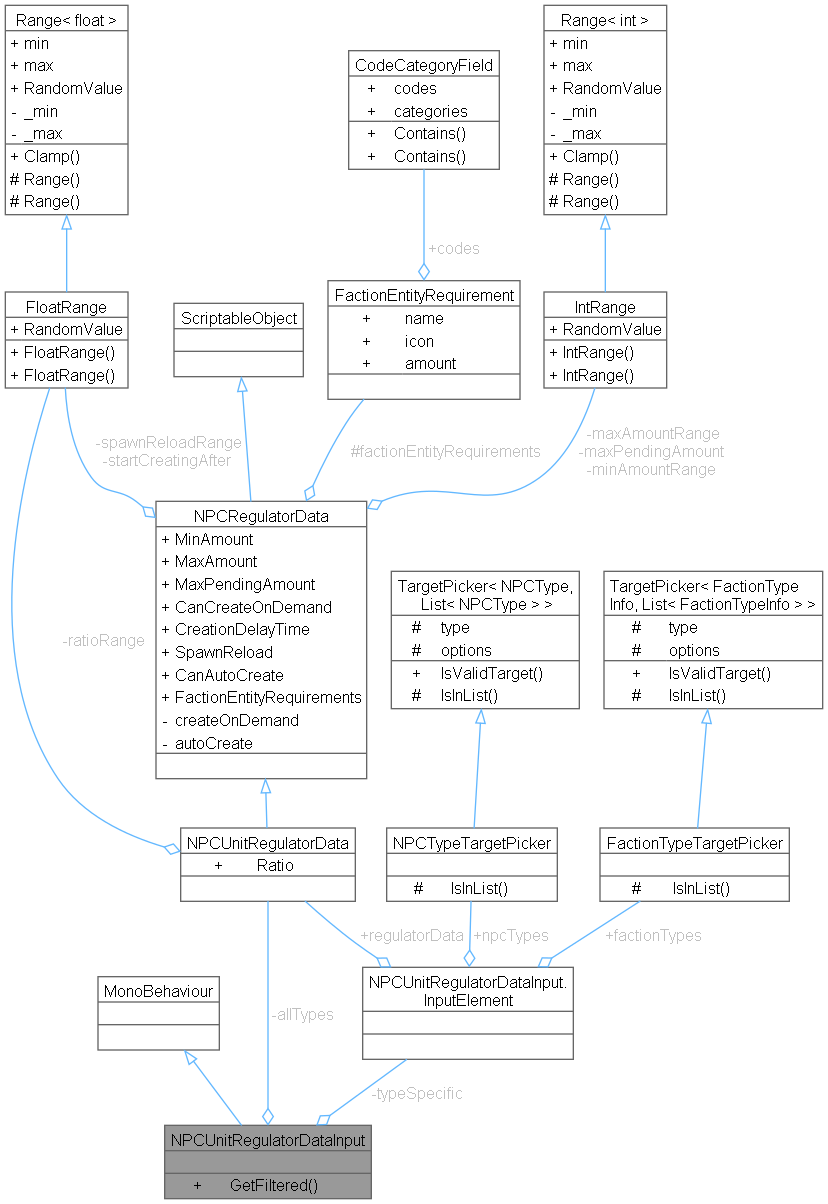 Range< float >
+ min
+ max
+ RandomValue
- _min
- _max
+ Clamp()
# Range()
# Range()
CodeCategoryField
+ codes
+ categories
+ Contains()
+ Contains()
Range< int >
+ min
+ max
+ RandomValue
- _min
- _max
+ Clamp()
# Range()
# Range()
+codes
FloatRange
+ RandomValue
+ FloatRange()
+ FloatRange()
ScriptableObject
FactionEntityRequirement
+ name
+ icon
+ amount
IntRange
+ RandomValue
+ IntRange()
+ IntRange()
-spawnReloadRange
-startCreatingAfter
#factionEntityRequirements
-maxAmountRange
-maxPendingAmount
-minAmountRange
NPCRegulatorData
+ MinAmount
+ MaxAmount
+ MaxPendingAmount
+ CanCreateOnDemand
+ CreationDelayTime
+ SpawnReload
+ CanAutoCreate
+ FactionEntityRequirements
- createOnDemand
- autoCreate
TargetPicker< NPCType,
List< NPCType > >
# type
# options
+ IsValidTarget()
# IsInList()
TargetPicker< FactionType
Info, List< FactionTypeInfo > >
# type
# options
+ IsValidTarget()
# IsInList()
-ratioRange
NPCUnitRegulatorData
+ Ratio
NPCTypeTargetPicker
# IsInList()
FactionTypeTargetPicker
# IsInList()
+regulatorData
+npcTypes
+factionTypes
MonoBehaviour
-allTypes
NPCUnitRegulatorDataInput.
InputElement
-typeSpecific
NPCUnitRegulatorDataInput
+ GetFiltered()